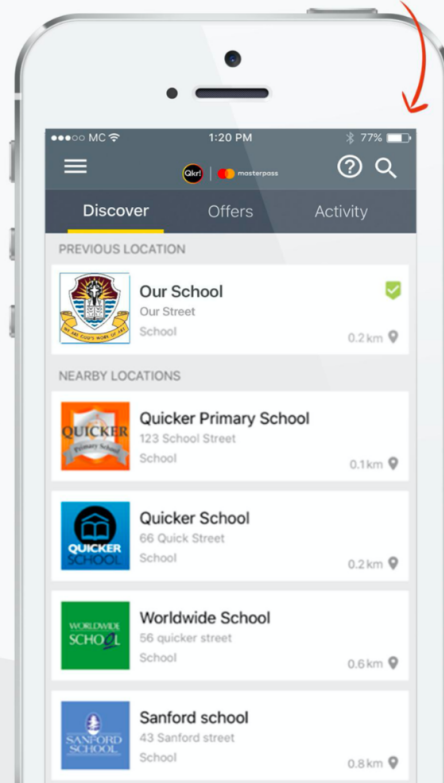 MC
1:20 PM
77%
Qkr!
masterpass
Discover
Offers
Activity
PREVIOUS LOCATION
Our School
Our Street
School
0.2 km
NEARBY LOCATIONS
QUICKER
Primary School
Quicker Primary School
123 School Street
School
0.1 km
QUICKER
SCHOOL
Quicker School
66 Quick Street
School
0.2 km
WORLDWIDE
SCHOOL
Worldwide School
56 quicker street
School
0.6 km
SANFORD
SCHOOL
Sanford school
43 Sanford street
School
0.8 km